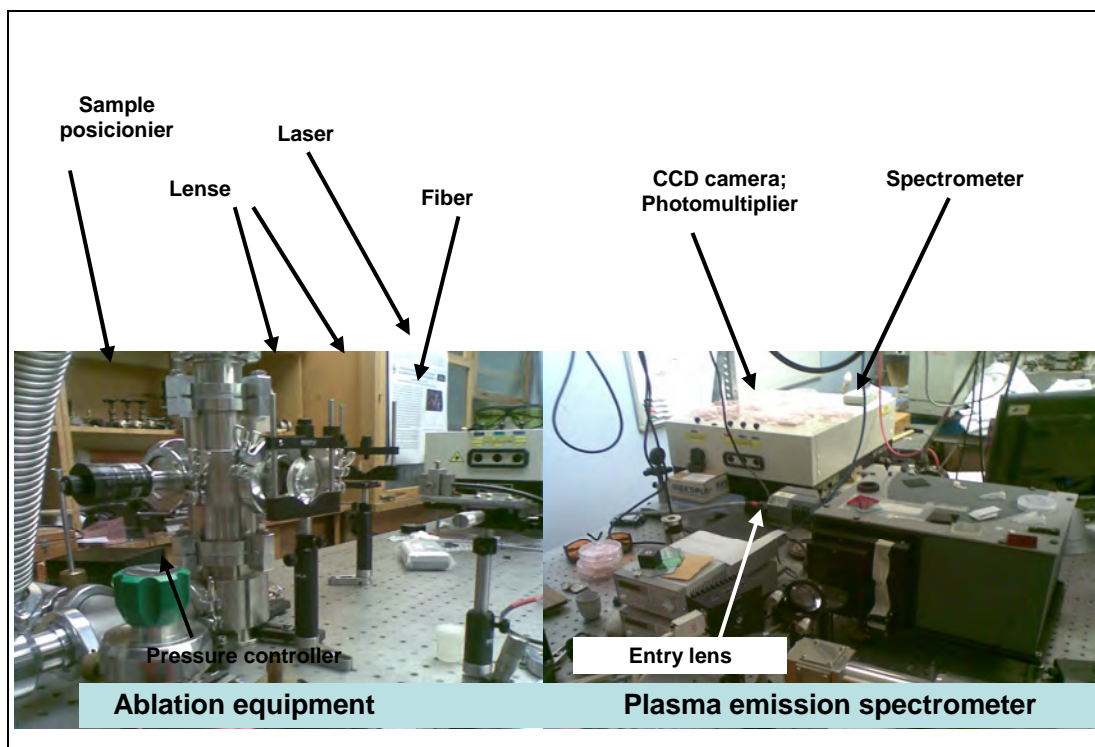 Sample
posicionier
Laser
Lense
Fiber
CCD camera;
Photomultiplier
Spectrometer
Pressure controller
Entry lens
Ablation equipment
Plasma emission spectrometer